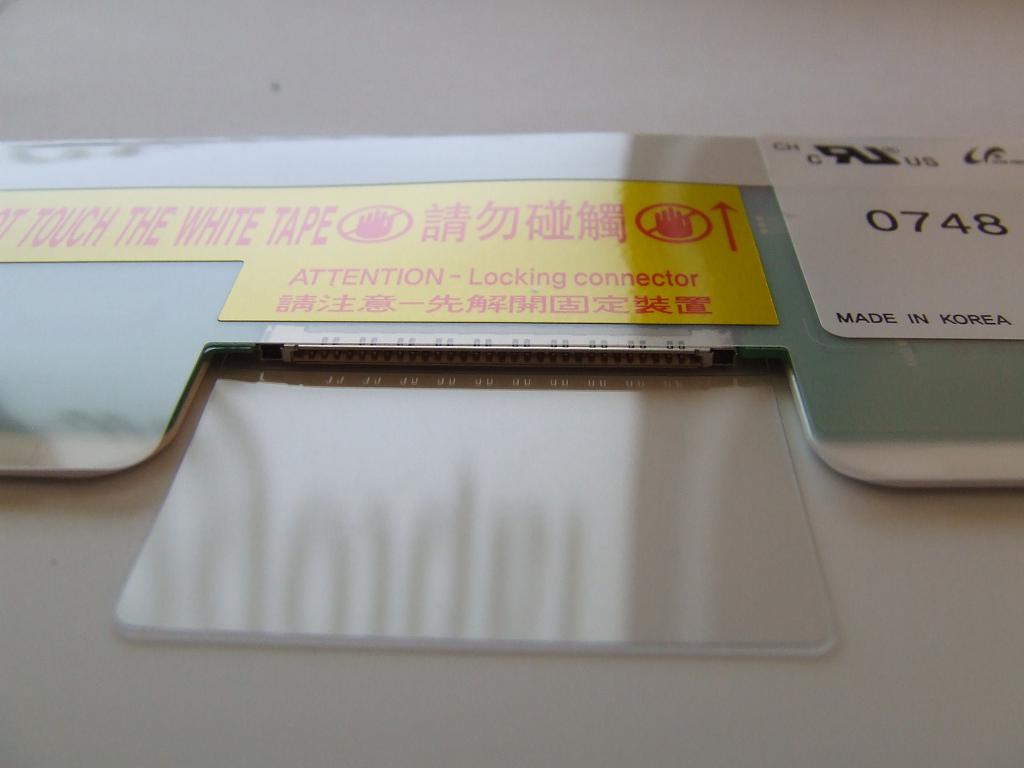 OT TOUCH THE WHITE TAPE 請勿碰觸
ATTENTION - Locking connector
請注意一先解開固定裝置
CH
C US
0748
MADE IN KOREA